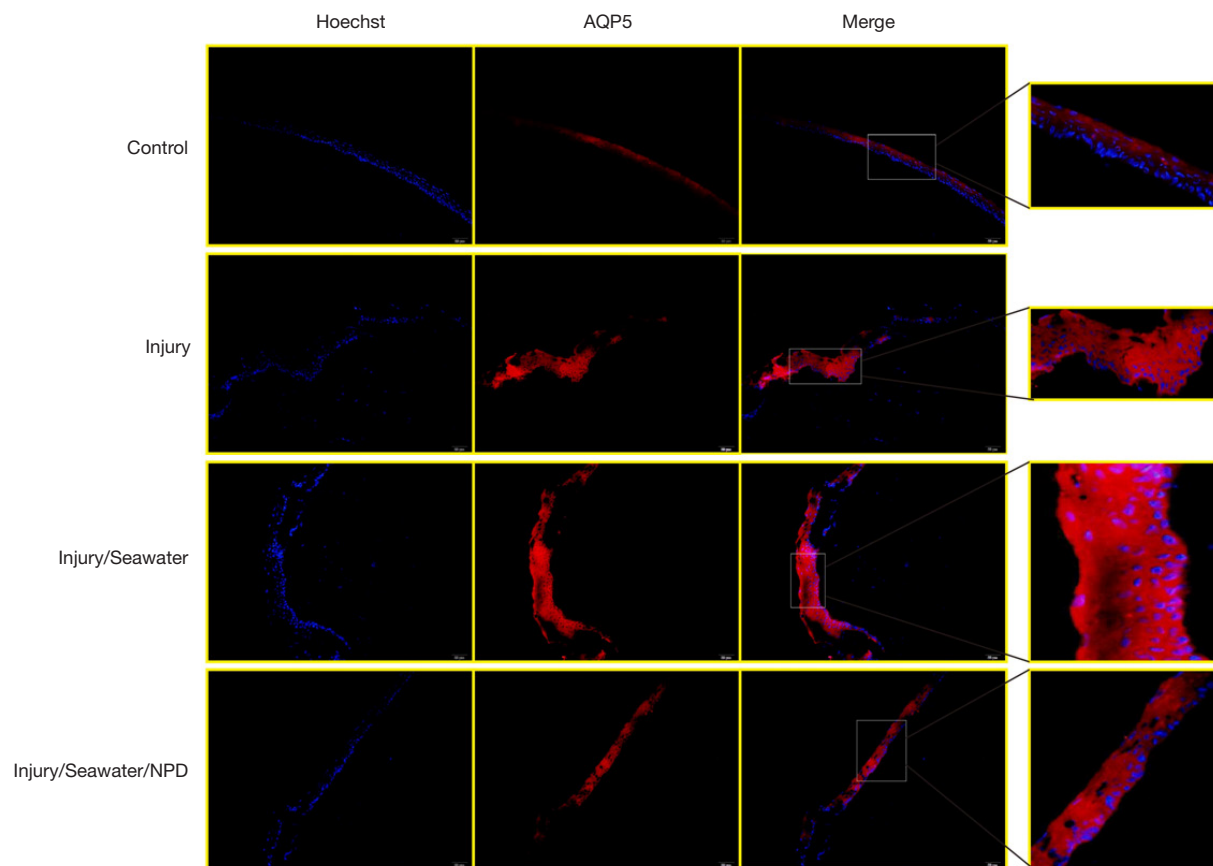 Hoechst AQP5 Merge
Control
Injury
Injury/Seawater
Injury/Seawater/NPD